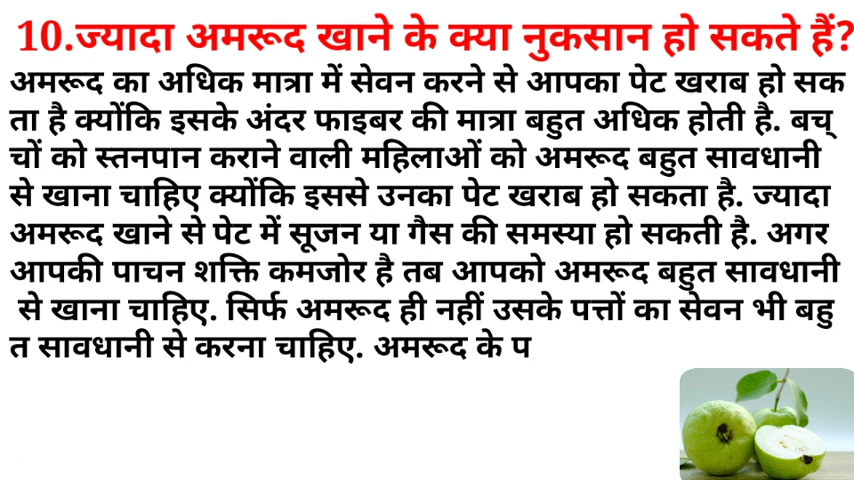 10.ज्यादा अमरूद खाने के क्या नुकसान हो सकते हैं?
अमरूद का अधिक मात्रा में सेवन करने से आपका पेट खराब हो सक
ता है क्योंकि इसके अंदर फाइबर की मात्रा बहुत अधिक होती है. बच्
चों को स्तनपान कराने वाली महिलाओं को अमरूद बहुत सावधानी
से खाना चाहिए क्योंकि इससे उनका पेट खराब हो सकता है. ज्यादा
अमरूद खाने से पेट में सूजन या गैस की समस्या हो सकती है. अगर
आपकी पाचन शक्ति कमजोर है तब आपको अमरूद बहुत सावधानी
से खाना चाहिए. सिर्फ अमरूद ही नहीं उसके पत्तों का सेवन भी बहु
त सावधानी से करना चाहिए. अमरूद के प